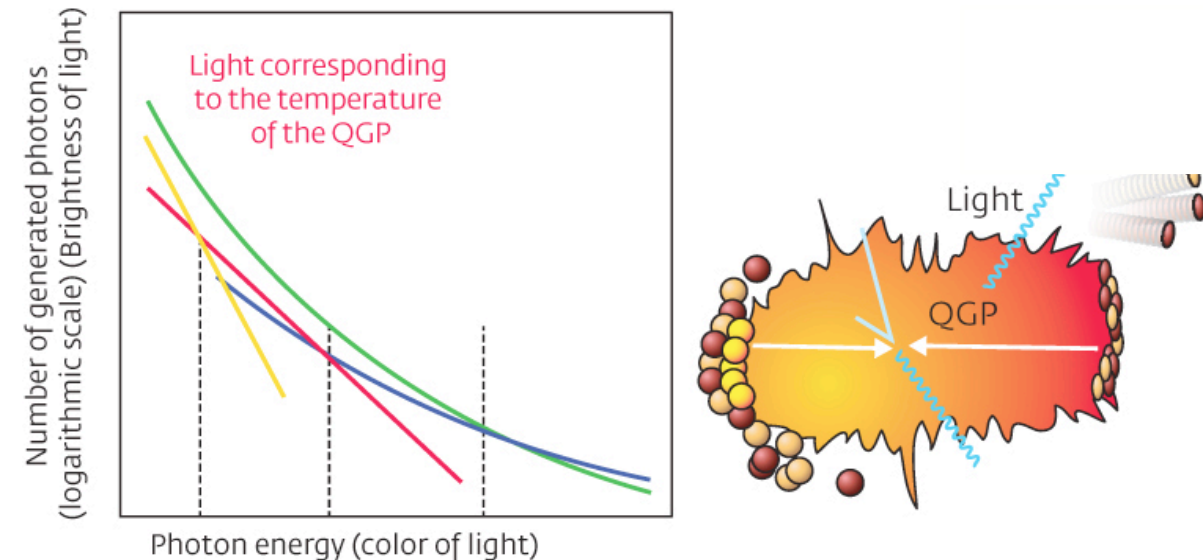 Number of generated photons
(logarithmic scale) (Brightness of light)
Light corresponding
to the temperature
of the QGP
Photon energy (color of light)
Light
QGP